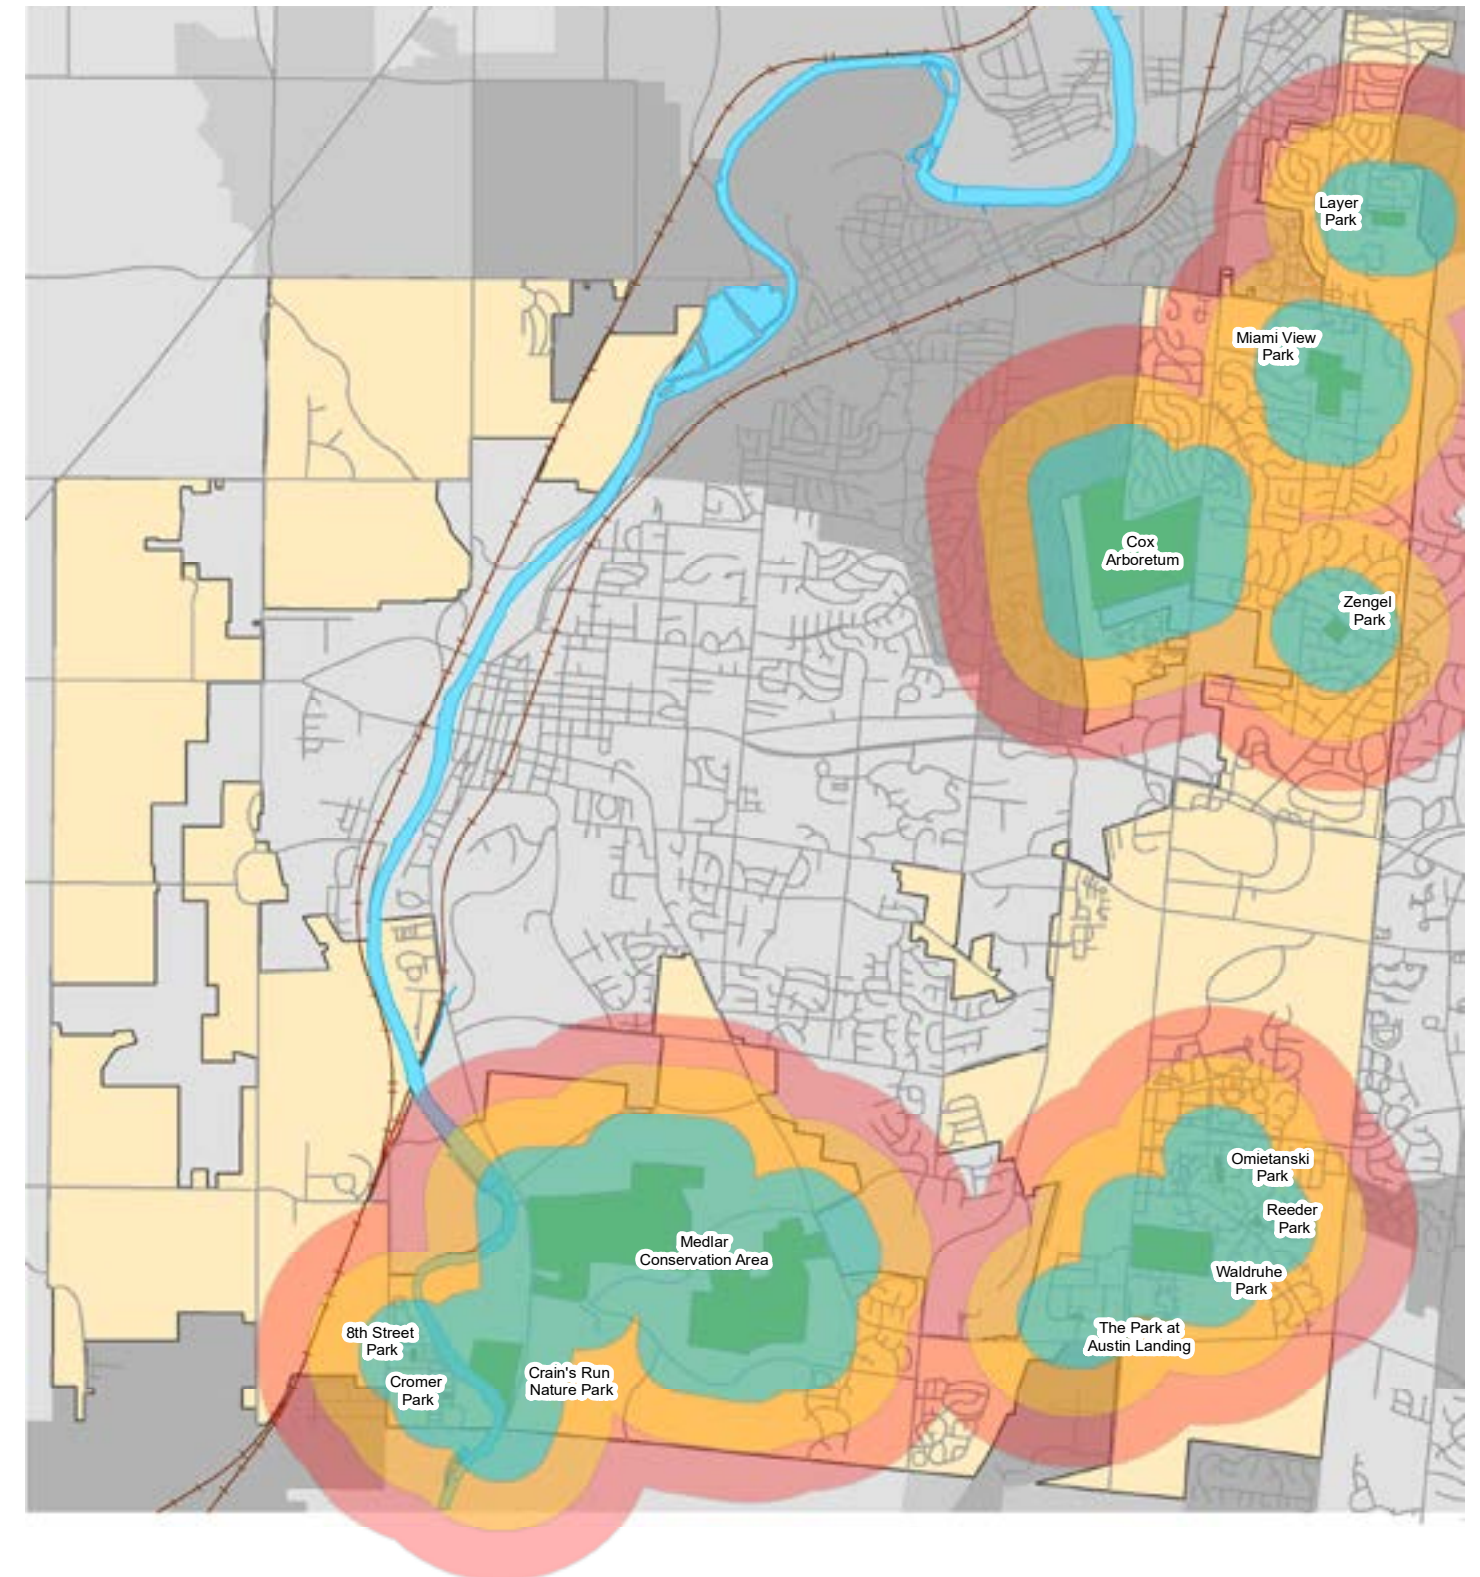 Layer
Park
Miami View
Park
Cox
Arboretum
Zengel
Park
Omietanski
Park
Reeder
Park
Medlar
Conservation Area
Waldruhe
Park
8th Street
Park
The Park at
Austin Landing
Crain's Run
Nature Park
Cromer
Park